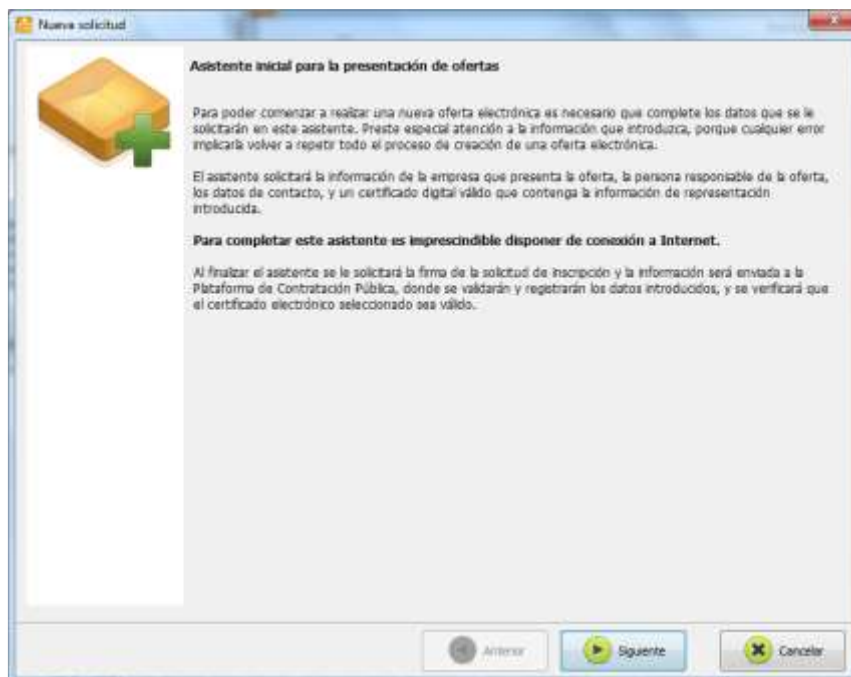 Nueva solicitud
Asistente inicial para la presentación de ofertas
Para poder comenzar a realizar una nueva oferta electrónica es necesario que complete los datos que se le
solicitarán en este asistente. Preste especial atención a la información que introduzca, porque cualquier error
implicaría volver a repetir todo el proceso de creación de una oferta electrónica.
El asistente solicitará la información de la empresa que presenta la oferta, la persona responsable de la oferta,
los datos de contacto, y un certificado digital válido que contenga la información de representación
introducida.
Para completar este asistente es imprescindible disponer de conexión a Internet.
Al finalizar el asistente se le solicitará la firma de la solicitud de inscripción y la información será enviada a la
Plataforma de Contratación Pública, donde se validarán y registrarán los datos introducidos, y se verificará que
el certificado electrónico seleccionado sea válido.
Anterior
Siguiente
Cancelar